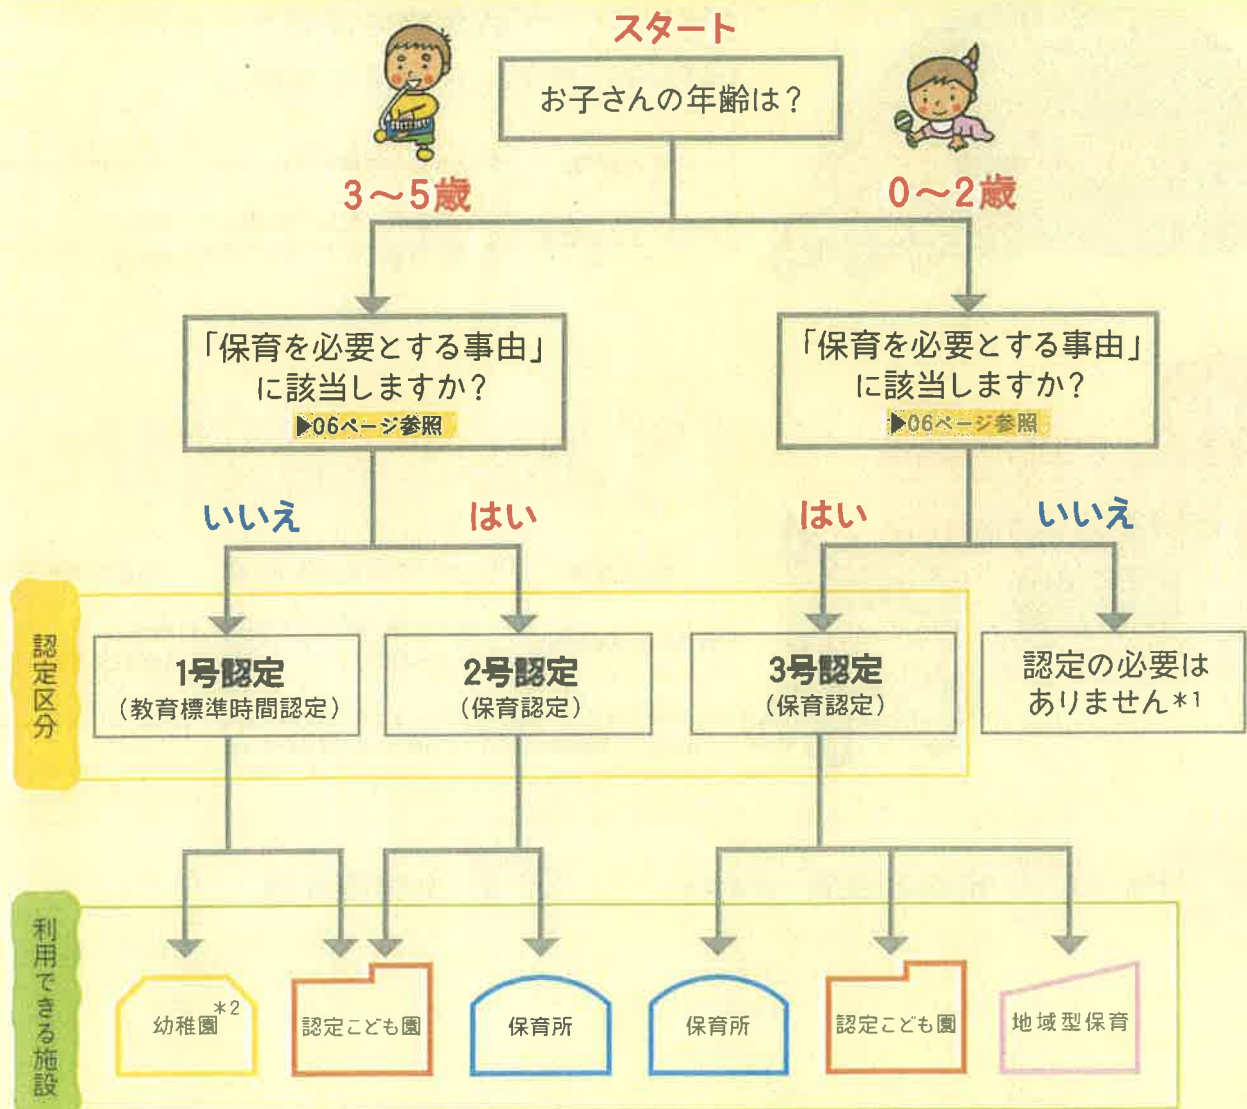 スタート
お子さんの年齢は？
3～5歳
0～2歳
「保育を必要とする事由」
に該当しますか？
▶06ページ参照
「保育を必要とする事由」
に該当しますか？
▶06ページ参照
いいえ
はい
はい
いいえ
認定区分
1号認定
（教育標準時間認定）
2号認定
（保育認定）
3号認定
（保育認定）
認定の必要は
ありません*1
利用できる施設
幼稚園*2
認定こども園
保育所
保育所
認定こども園
地域型保育